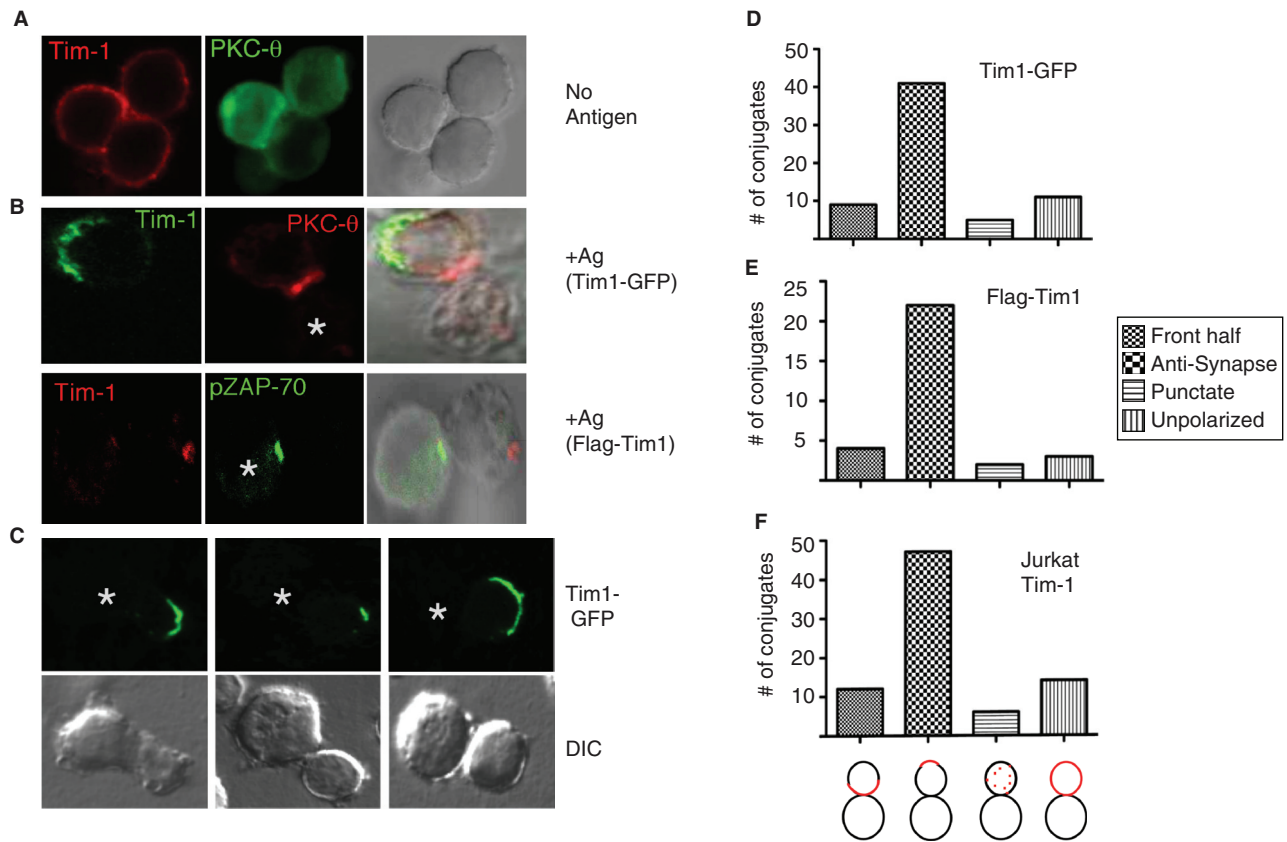 A
Tim-1
PKC-θ
No
Antigen
B
Tim-1
PKC-θ
*
+Ag
(Tim1-GFP)
Tim-1
pZAP-70
*
+Ag
(Flag-Tim1)
C
*
*
*
Tim1-
GFP
DIC
D
# of conjugates
50
40
30
20
10
Tim1-GFP
E
# of conjugates
25
20
15
10
5
Flag-Tim1
Front half
Anti-Synapse
Punctate
Unpolarized
F
# of conjugates
50
40
30
20
10
Jurkat
Tim-1